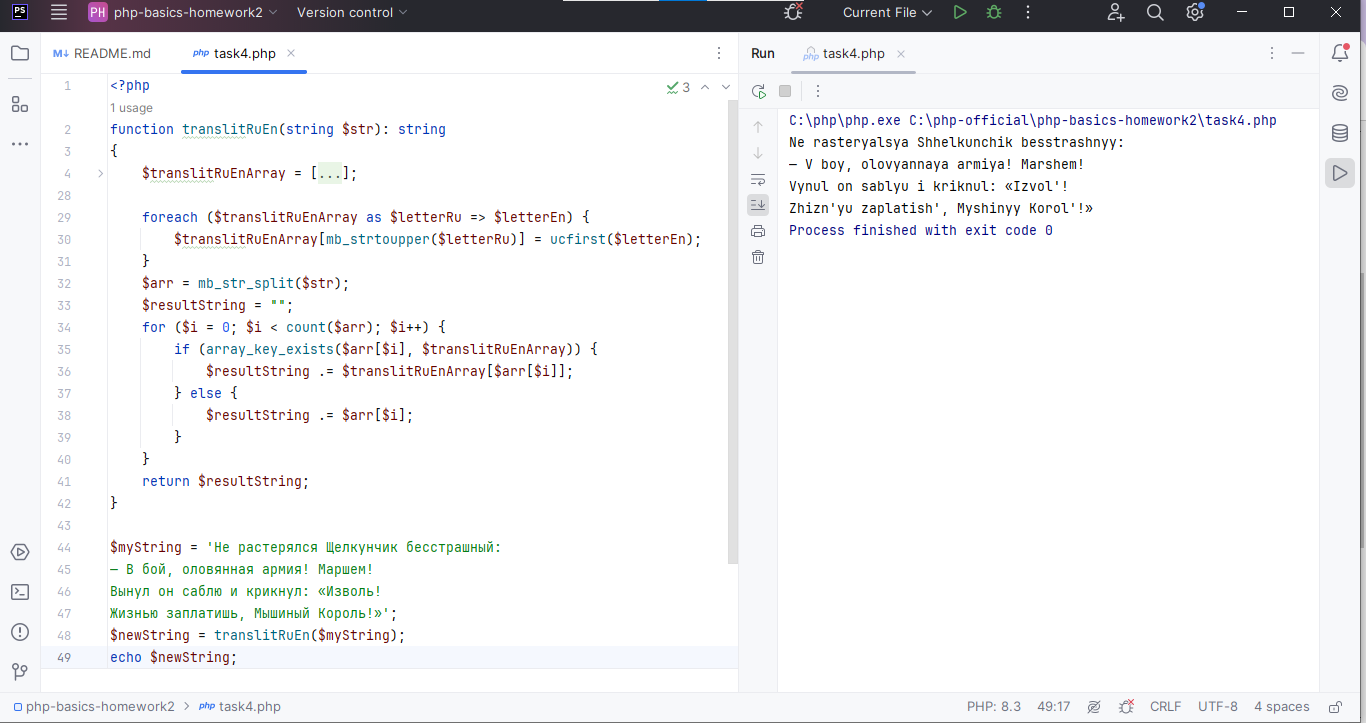 PS
PH php-basics-homework2 Version control Current File
README.md task4.php
1 <?php
3
1 usage
2 function translitRuEn(string $str): string
3 {
4 $translitRuEnArray = [...];
28
29 foreach ($translitRuEnArray as $letterRu => $letterEn) {
30 $translitRuEnArray[mb_strtoupper($letterRu)] = ucfirst($letterEn);
31 }
32 $arr = mb_str_split($str);
33 $resultString = "";
34 for ($i = 0; $i < count($arr); $i++) {
35 if (array_key_exists($arr[$i], $translitRuEnArray)) {
36 $resultString .= $translitRuEnArray[$arr[$i]];
37 } else {
38 $resultString .= $arr[$i];
39 }
40 }
41 return $resultString;
42 }
43
44 $myString = 'Не растерялся Щелкунчик бесстрашный:
45 – В бой, оловянная армия! Маршем!
46 Вынул он саблю и крикнул: «Изволь!
47 Жизнью заплатишь, Мышиный Король!»';
48 $newString = translitRuEn($myString);
49 echo $newString;
Run php task4.php
C:\php\php.exe C:\php-official\php-basics-homework2\task4.php
Ne rasteryalsya Shhelkunchik besstrashnyy:
– V boy, olovyannaya armiya! Marshem!
Vynul on sablyu i kriknul: «Izvol'!
Zhizn'yu zaplatish', Myshinyy Korol'!»
Process finished with exit code 0
php-basics-homework2 > php task4.php PHP: 8.3 49:17 CRLF UTF-8 4 spaces